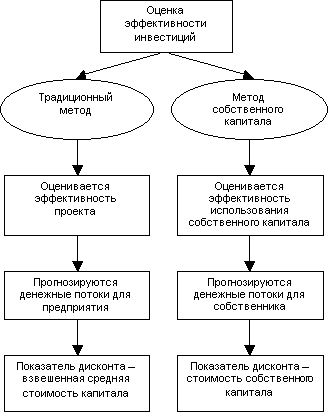 Оценка
эффективности
инвестиций
Традиционный
метод
Метод
собственного
капитала
Оценивается
эффективность
проекта
Оценивается
эффективность
использования
собственного капитала
Прогнозируются
денежные потоки для
предприятия
Прогнозируются
денежные потоки для
собственника
Показатель дисконта –
взвешенная средняя
стоимость капитала
Показатель дисконта –
стоимость собственного
капитала